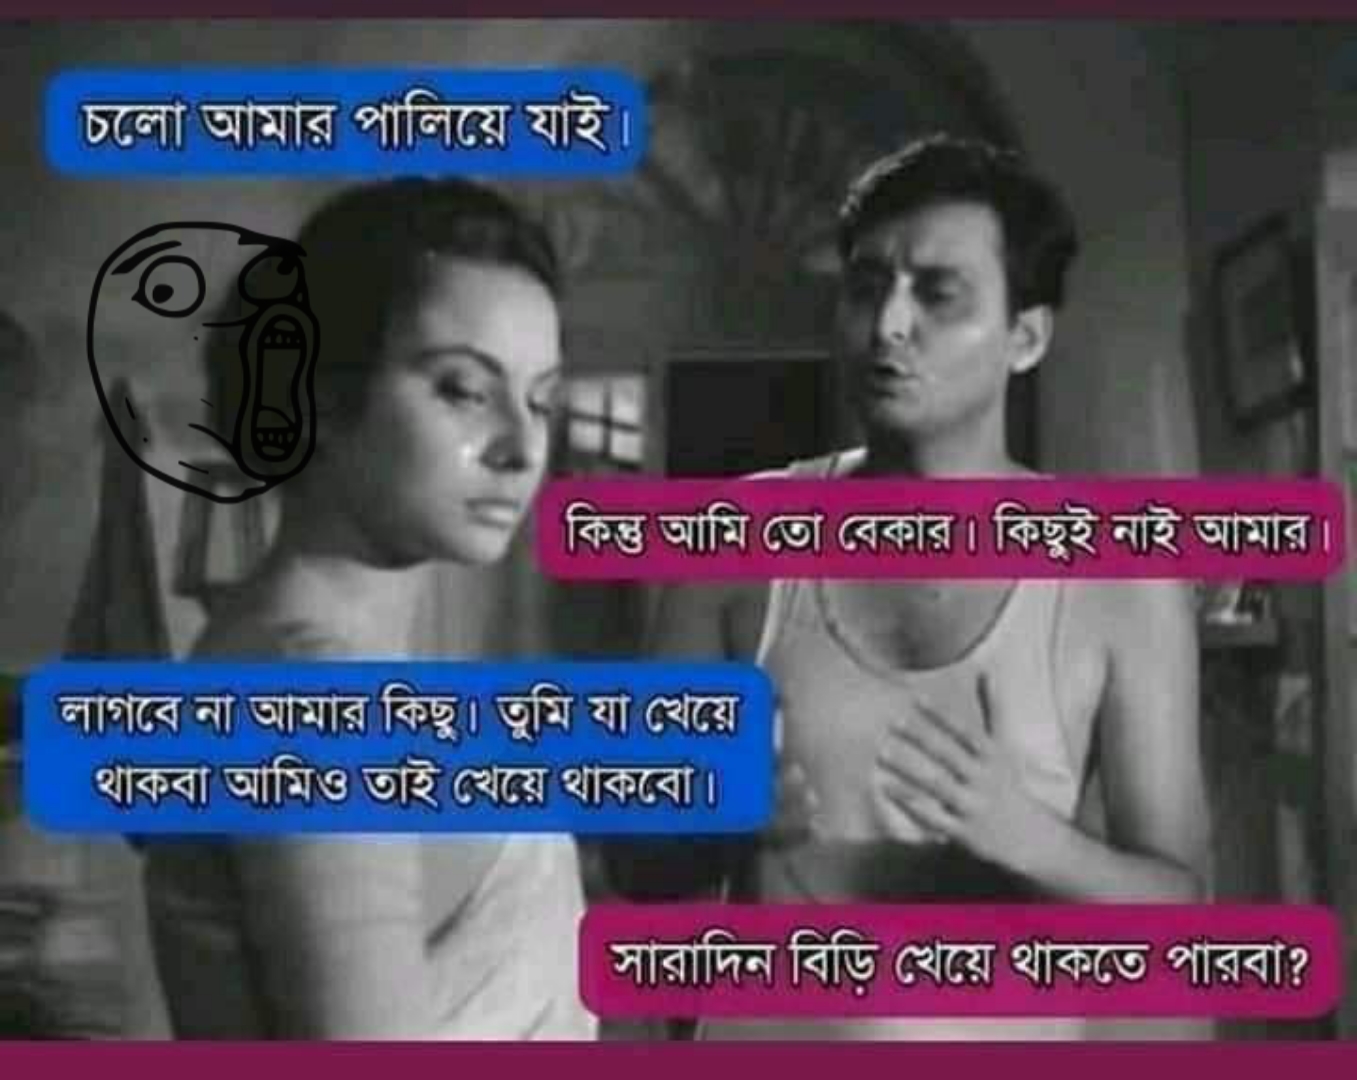 চলো আমার পালিয়ে যাই।
কিন্তু আমি তো বেকার। কিছুই নাই আমার।
লাগবে না আমার কিছু। তুমি যা খেয়ে
থাকবা আমিও তাই খেয়ে থাকবো।
সারাদিন বিড়ি খেয়ে থাকতে পারবা?